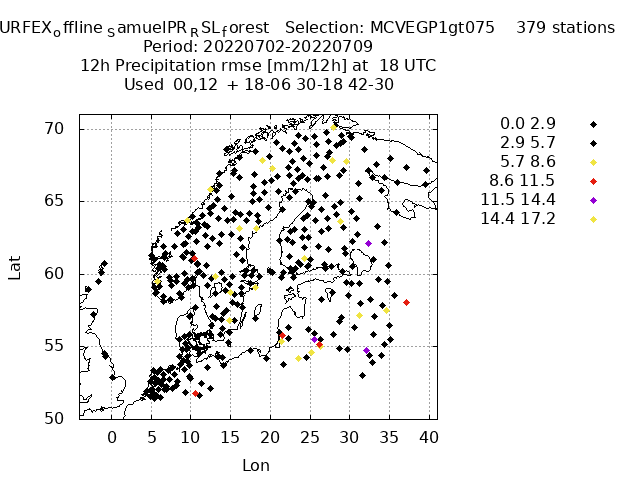 URFEXoffline SamuelPRRSLforest Selection: MCVEGP1gt075 379 stations
Period: 20220702-20220709
12h Precipitation rmse [mm/12h] at 18 UTC
Used 00,12 + 18-06 30-18 42-30
70
65
60
55
50
Lat
0 5 10 15 20 25 30 35 40
Lon
0.0 2.9
2.9 5.7
5.7 8.6
8.6 11.5
11.5 14.4
14.4 17.2